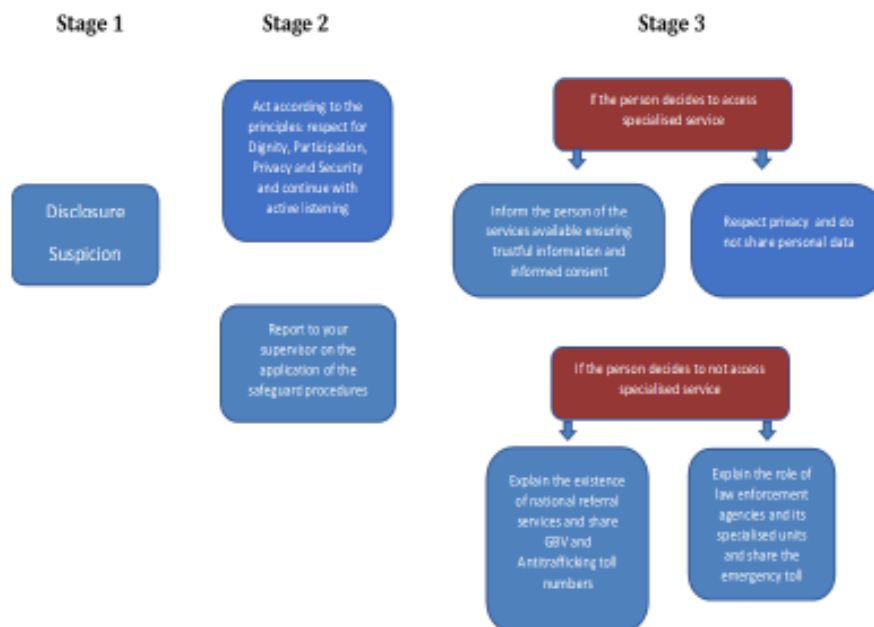 Stage 1
Stage 2
Stage 3
Disclosure
Suspicion
Act according to the
principles: respect for
Dignity, Participation,
Privacy and Security
and continue with
active listening
Report to your
supervisor on the
application of the
safeguard procedures
If the person decides to access
specialised service
Inform the person of the
services available ensuring
trustful information and
informed consent
Respect privacy and do
not share personal data
If the person decides to not access
specialised service
Explain the existence
of national referral
services and share
GBV and
Antitrafficking toll
numbers
Explain the role of
law enforcement
agencies and its
specialised units
and share the
emergency toll